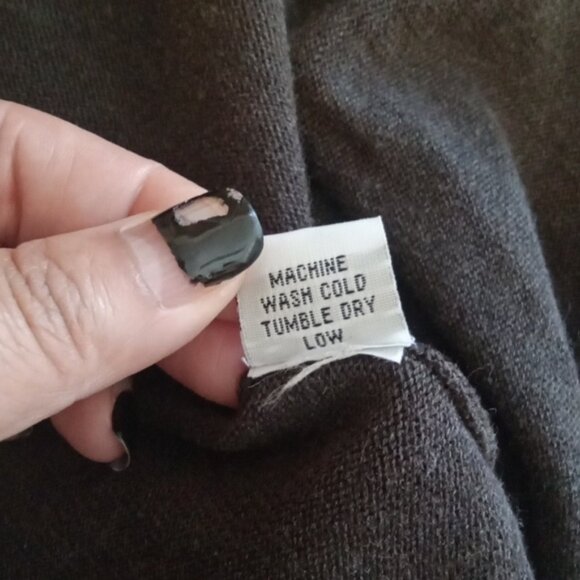 MACHINE
WASH COLD
TUMBLE DRY
LOW